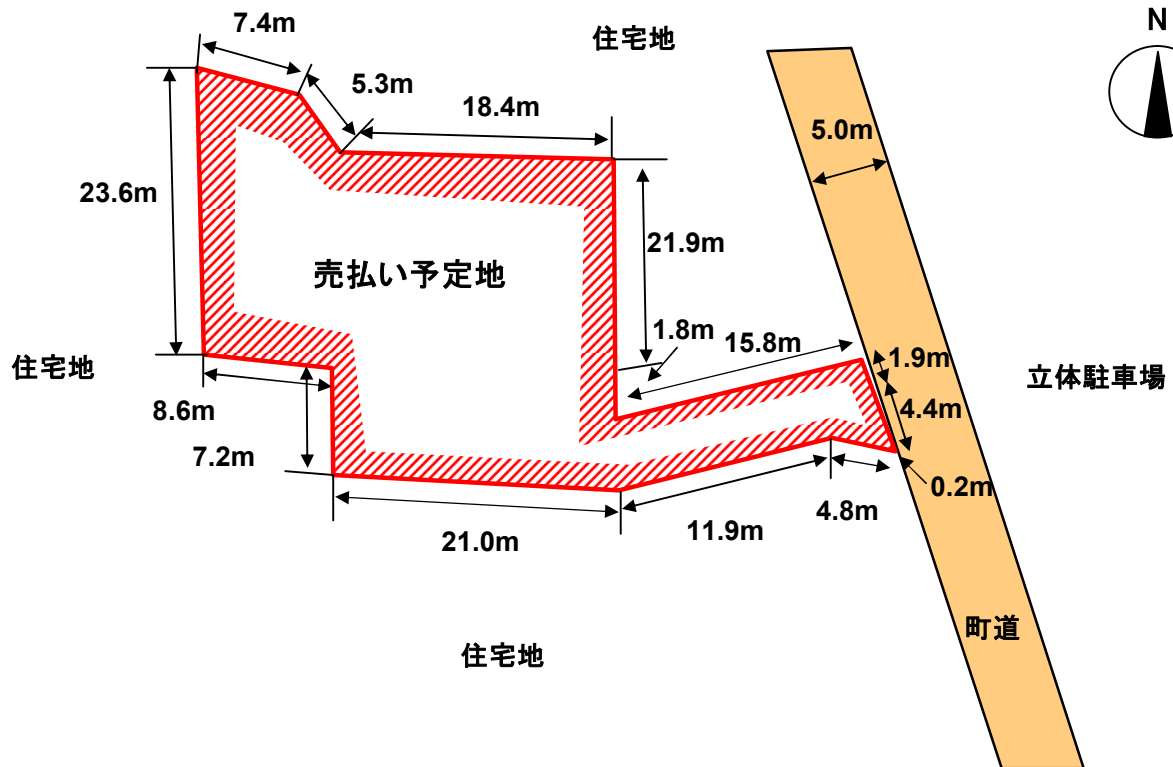 N
7.4m
住宅地
5.3m
18.4m
5.0m
23.6m
21.9m
売払い予定地
1.8m
15.8m
1.9m
住宅地
立体駐車場
8.6m
4.4m
7.2m
0.2m
4.8m
11.9m
21.0m
町道
住宅地